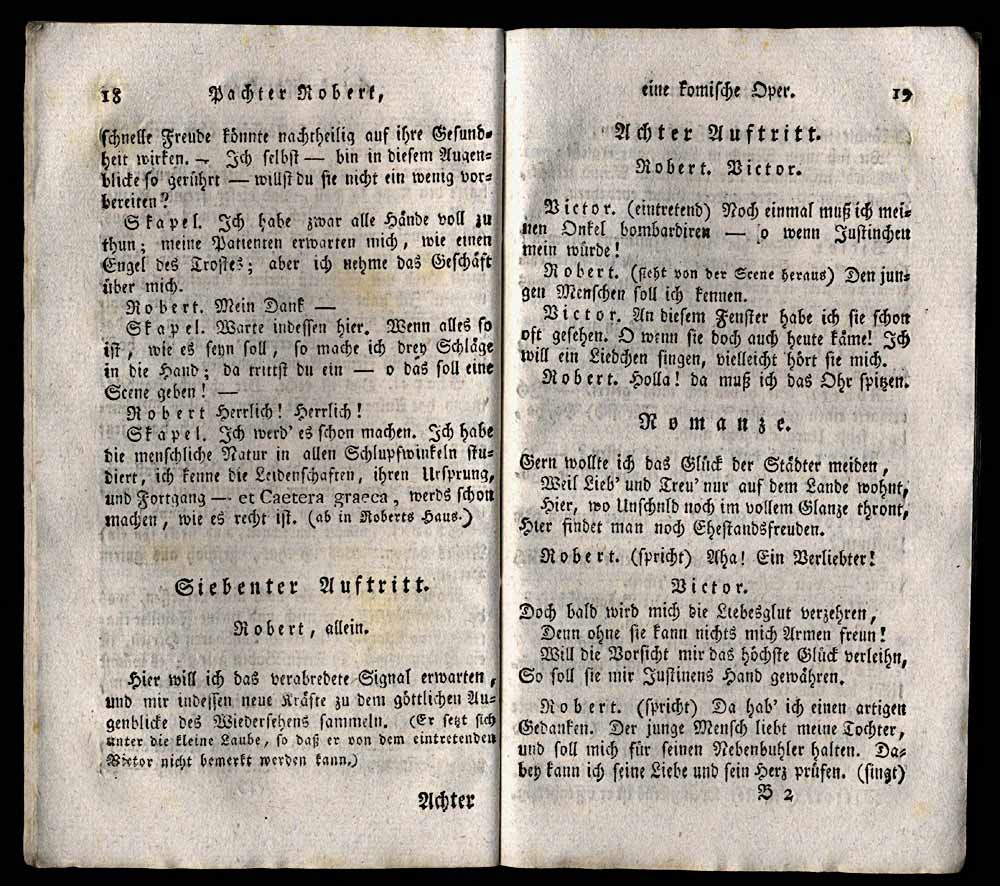 18 Pachter Robert,
schnelle Freude könnte nachtheilig auf ihre Gesund-
heit wirken. — Ich selbst — bin in diesem Augen-
blicke so gerührt — willst du sie nicht ein wenig vor-
bereiten?
Skapel. Ich habe zwar alle Hände voll zu
thun; meine Patienten erwarten mich, wie einen
Engel des Trostes; aber ich nehme das Geschäft
über mich.
Robert. Mein Dank —
Skapel. Warte indessen hier. Wenn alles so
ist, wie es seyn soll, so mache ich drey Schläge
in die Hand; da trittst du ein — o das soll eine
Scene geben! —
Robert Herrlich! Herrlich!
Skapel. Ich werd' es schon machen. Ich habe
die menschliche Natur in allen Schlupfwinkeln stu-
diert, ich kenne die Leidenschaften, ihren Ursprung,
und Fortgang — et Caetera graeca, werds schon
machen, wie es recht ist. (ab in Roberts Haus.)
Siebenter Auftritt.
Robert, allein.
Hier will ich das verabredete Signal erwarten,
und mir indessen neue Kräfte zu dem göttlichen Au-
genblicke des Wiedersehens sammeln. (Er setzt sich
unter die kleine Laube, so daß er von dem eintretenden
Victor nicht bemerkt werden kann.)
Achter
eine komische Oper. 19
Achter Auftritt.
Robert. Victor.
Victor. (eintretend) Noch einmal muß ich mei-
nen Onkel bombardiren — o wenn Justinchen
mein würde!
Robert. (sieht von der Scene heraus) Den jun-
gen Menschen soll ich kennen.
Victor. An diesem Fenster habe ich sie schon
oft gesehen. O wenn sie doch auch heute käme! Ich
will ein Liedchen singen, vielleicht hört sie mich.
Robert. Holla! da muß ich das Ohr spitzen.
Romanze.
Gern wollte ich das Glück der Städter meiden,
Weil Lieb' und Treu' nur auf dem Lande wohnt,
Hier, wo Unschnld noch im vollem Glanze thront,
Hier findet man noch Ehestandsfreuden.
Robert. (spricht) Aha! Ein Verliebter!
Victor.
Doch bald wird mich die Liebesglut verzehren,
Denn ohne sie kann nichts mich Armen freun!
Will die Vorsicht mir das höchste Glück verleihn,
So soll sie mir Justinens Hand gewähren.
Robert. (spricht) Da hab' ich einen artigen
Gedanken. Der junge Mensch liebt meine Tochter,
und soll mich für seinen Nebenbuhler halten. Da-
bey kann ich seine Liebe und sein Herz prüfen. (singt)
B 2